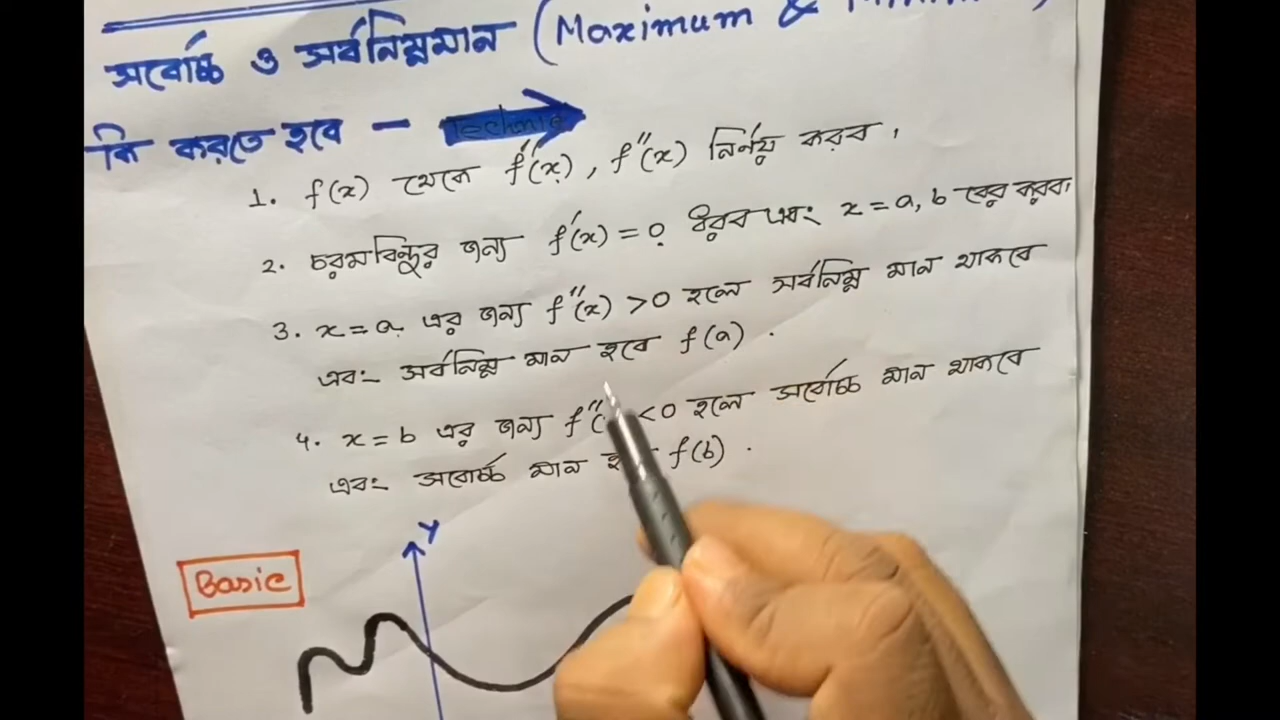 সর্বোচ্চ ও সর্বনিম্নমান (Maximum &
কি করতে হবে -
1. f(x) থেকে f'(x), f''(x) নির্ণয় করব।
2. চরমবিন্দুর জন্য f'(x) = 0 ধরব এবং x = a, b বের করব।
3. x = a এর জন্য f''(x) > 0 হলে সর্বনিম্ন মান থাকবে
এবং সর্বনিম্ন মান হবে f(a).
4. x = b এর জন্য f'' < 0 হলে সর্বোচ্চ মান থাকবে
এবং সর্বোচ্চ মান f(b).
Y
Basic